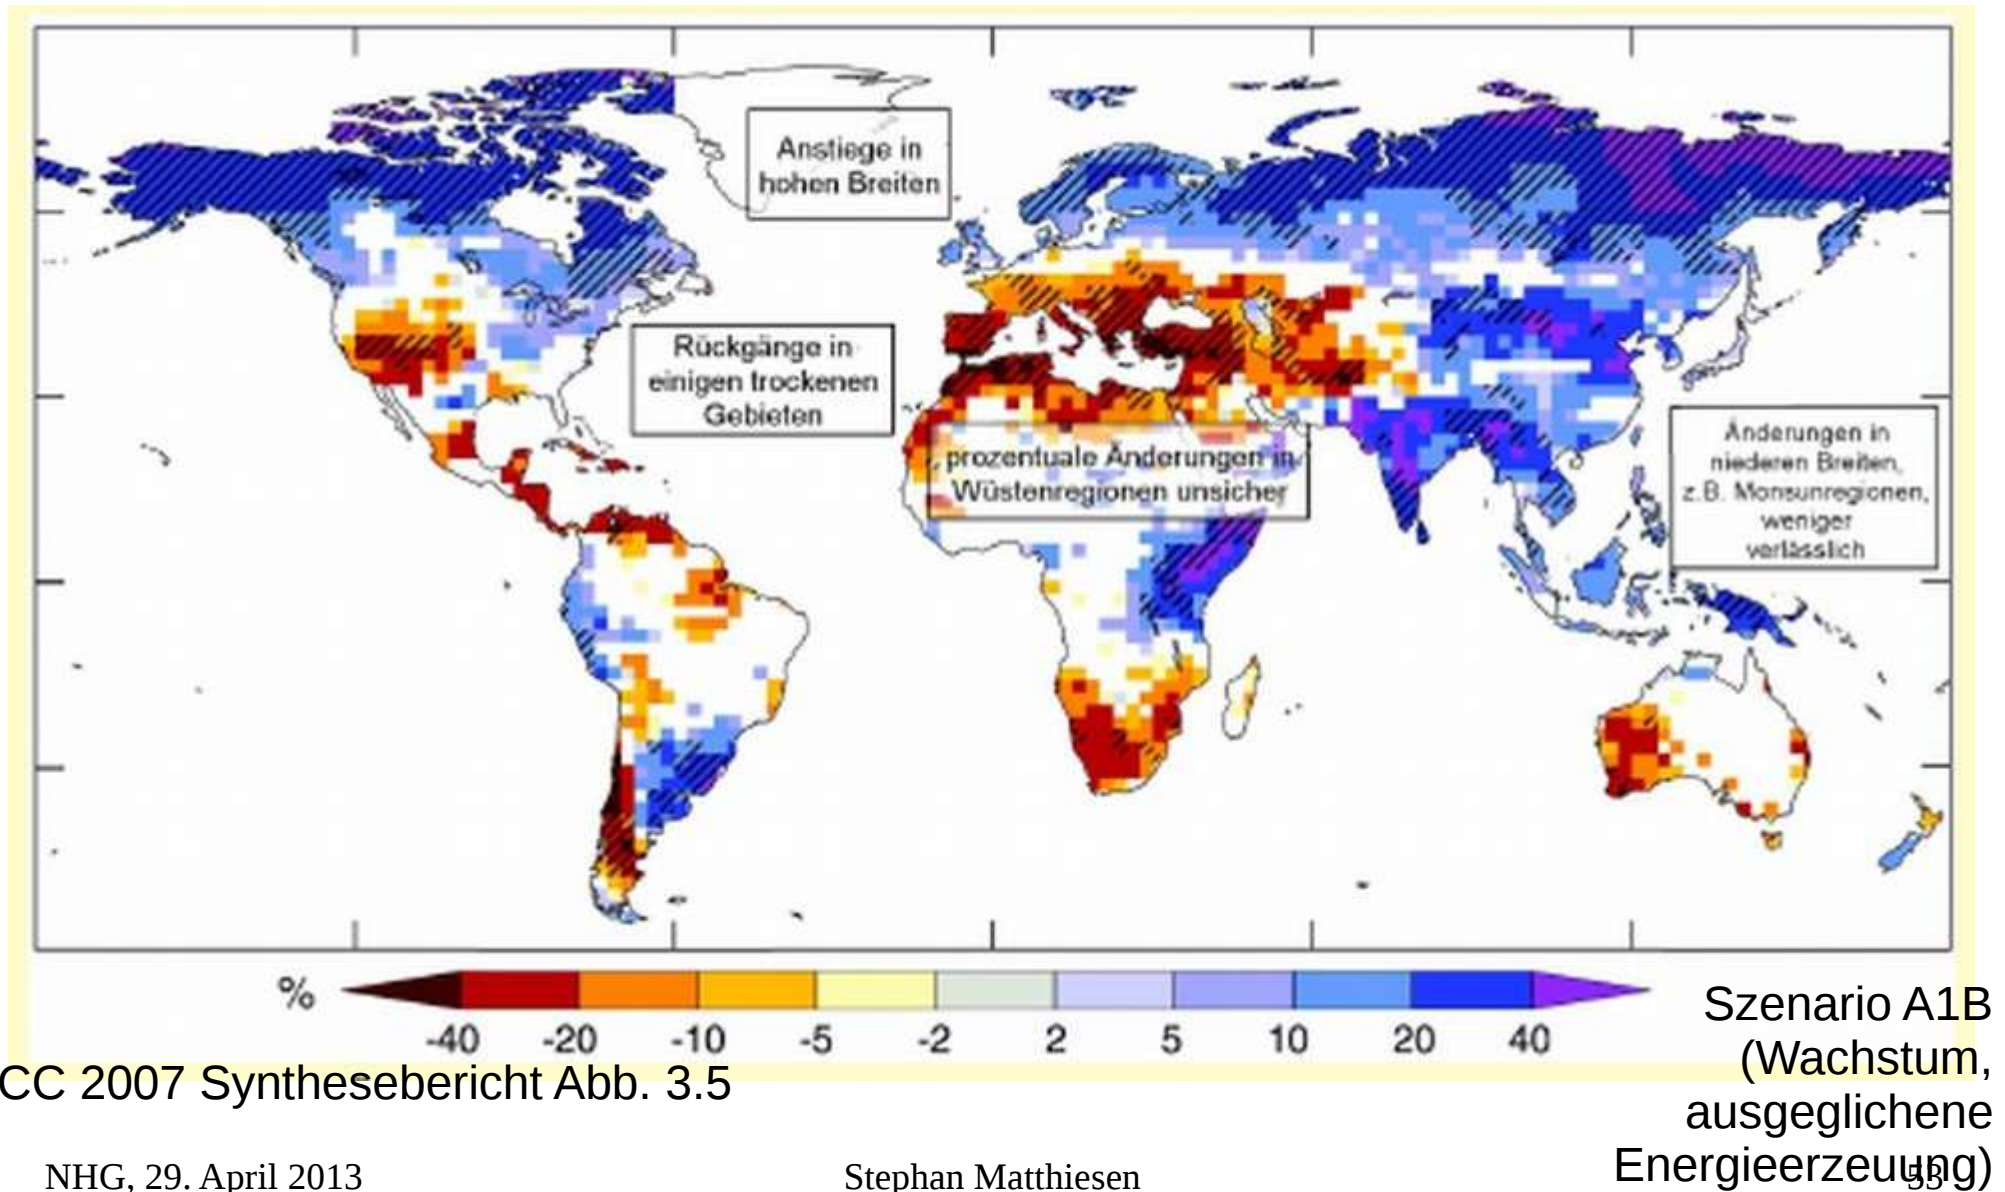 Anstiege in
hohen Breiten
Rückgänge in
einigen trockenen
Gebieten
prozentuale Änderungen in
Wüstenregionen unsicher
Änderungen in
niederen Breiten,
z.B. Monsunregionen,
weniger
verlässlich
%
-40 -20 -10 -5 -2 2 5 10 20 40
Szenario A1B
(Wachstum,
ausgeglichene
Energieerzeuung)
CC 2007 Synthesebericht Abb. 3.5
NHG, 29. April 2013
Stephan Matthiesen
53